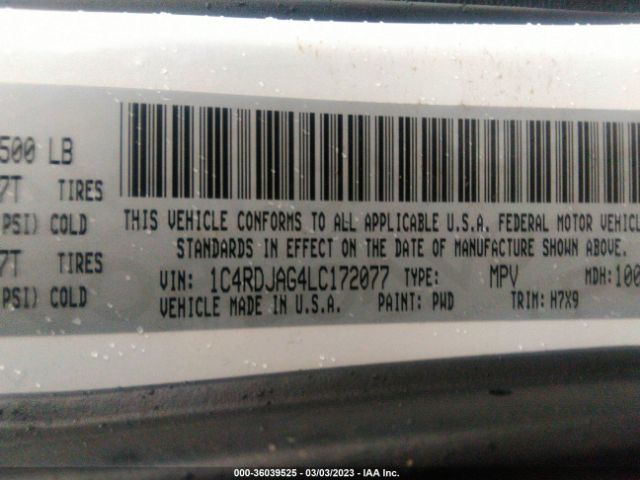 500 LB
7T TIRES
PSI) COLD
7T TIRES
PSI) COLD
THIS VEHICLE CONFORMS TO ALL APPLICABLE U.S.A. FEDERAL MOTOR VEHICL
STANDARDS IN EFFECT ON THE DATE OF MANUFACTURE SHOWN ABOVE.
VIN: 1C4RDJAG4LC172077 TYPE: MPV MDH:100
VEHICLE MADE IN U.S.A. PAINT: PWD TRIM: H7X9
000-36039525 - 03/03/2023 - IAA Inc.